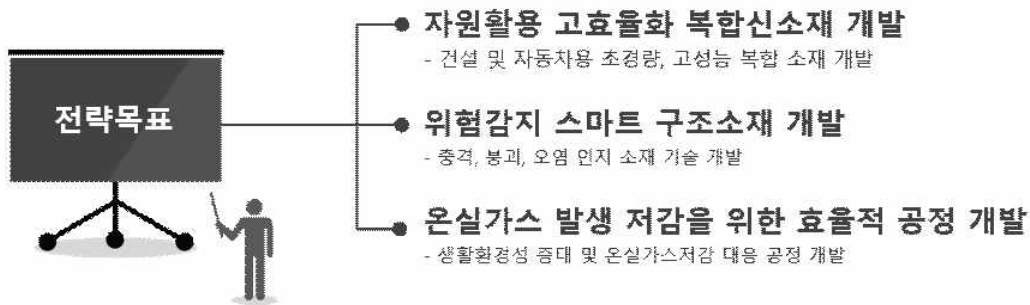 전략목표
자원활용 고효율화 복합신소재 개발
- 건설 및 자동차용 초경량, 고성능 복합 소재 개발
위험감지 스마트 구조소재 개발
- 충격, 붕괴, 오염 인지 소재 기술 개발
온실가스 발생 저감을 위한 효율적 공정 개발
- 생활환경성 증대 및 온실가스저감 대응 공정 개발